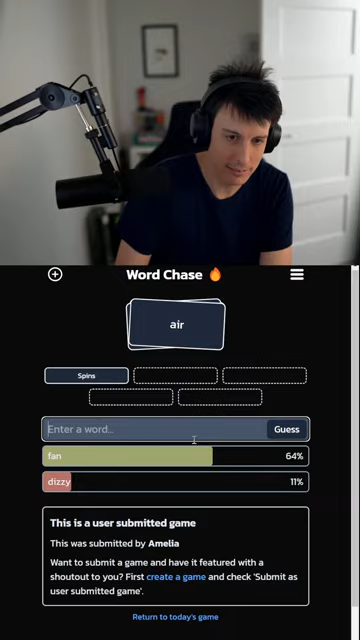 Word Chase 🔥
air
Spins
Enter a word...
Guess
fan 64%
dizzy 11%
This is a user submitted game
This was submitted by Amelia
Want to submit a game and have it featured with a
shoutout to you? First create a game and check 'Submit as
user submitted game'.
Return to today's game